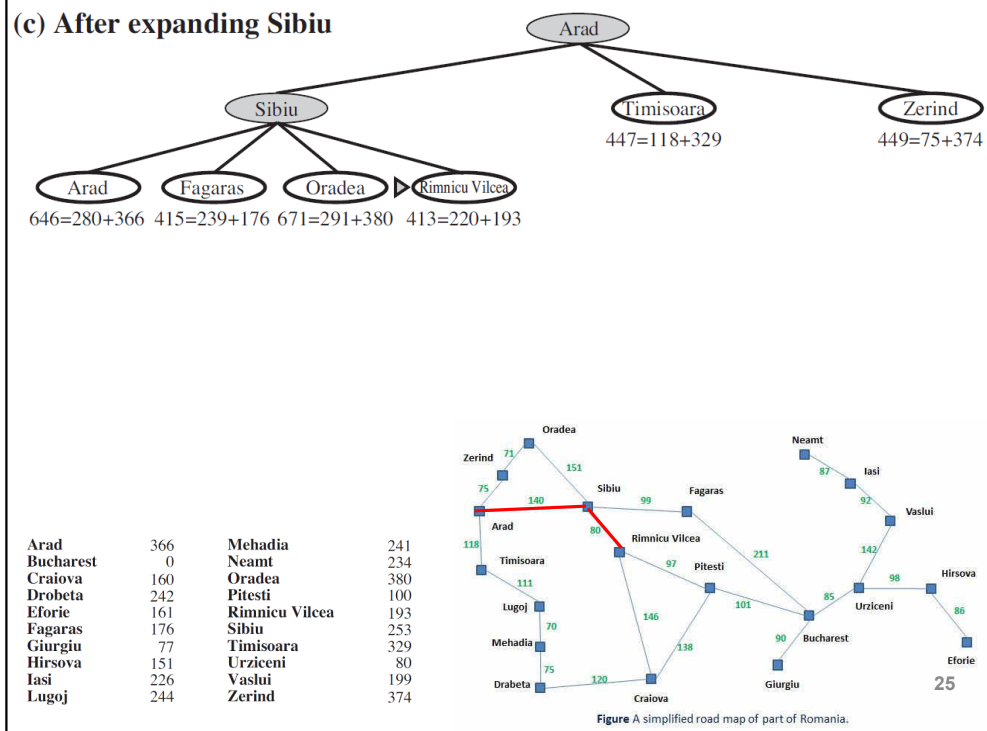 (c) After expanding Sibiu
Arad
Sibiu
Timisoara
Zerind
447=118+329
449=75+374
Arad
Fagaras
Oradea
Rimnicu Vilcea
646=280+366 415=239+176 671=291+380 413=220+193
Arad 366 Mehadia 241
Bucharest 0 Neamt 234
Craiova 160 Oradea 380
Drobeta 242 Pitesti 100
Eforie 161 Rimnicu Vilcea 193
Fagaras 176 Sibiu 253
Giurgiu 77 Timisoara 329
Hirsova 151 Urziceni 80
Iasi 226 Vaslui 199
Lugoj 244 Zerind 374
Oradea
Neamt
71
Zerind
151
87
Iasi
75
Sibiu
140
99
Fagaras
92
Vaslui
Arad
80
118
Rimnicu Vilcea
211
142
Timisoara
97
Pitesti
98
Hirsova
111
85
Urziceni
Lugoj
101
86
70
146
Bucharest
Mehadia
138
90
Eforie
75
120
Giurgiu
Drabeta
Craiova
25
Figure A simplified road map of part of Romania.